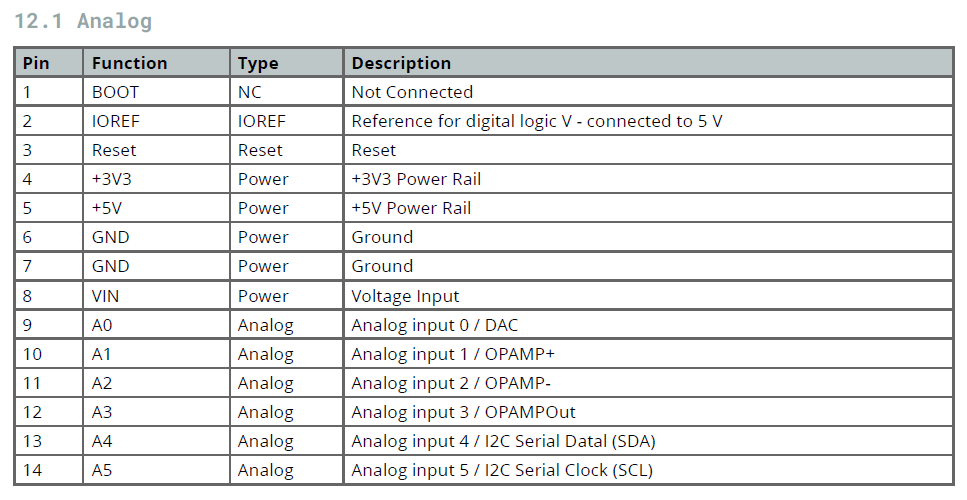 12.1 Analog
Pin Function Type Description
1 BOOT NC Not Connected
2 IOREF IOREF Reference for digital logic V - connected to 5 V
3 Reset Reset Reset
4 +3V3 Power +3V3 Power Rail
5 +5V Power +5V Power Rail
6 GND Power Ground
7 GND Power Ground
8 VIN Power Voltage Input
9 A0 Analog Analog input 0 / DAC
10 A1 Analog Analog input 1 / OPAMP+
11 A2 Analog Analog input 2 / OPAMP-
12 A3 Analog Analog input 3 / OPAMPOut
13 A4 Analog Analog input 4 / I2C Serial Datal (SDA)
14 A5 Analog Analog input 5 / I2C Serial Clock (SCL)